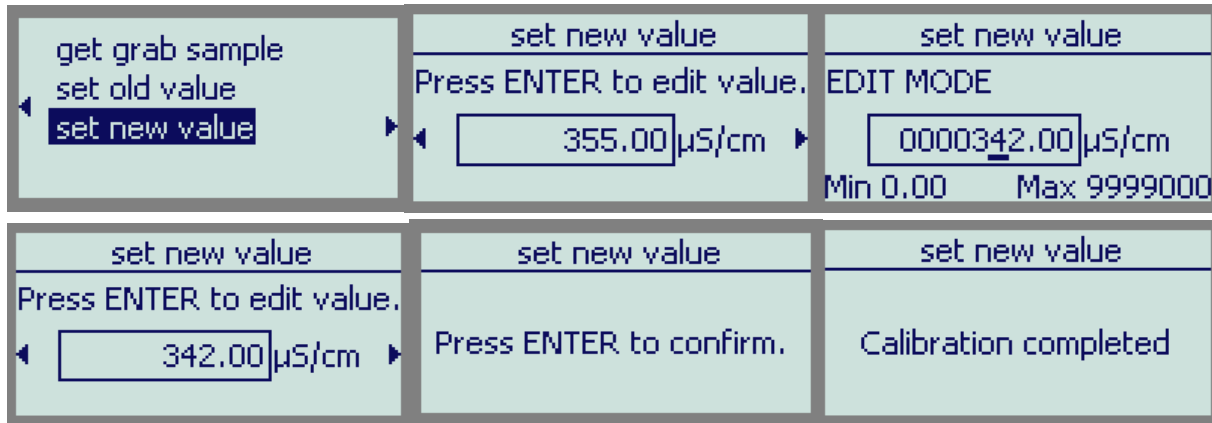 get grab sample
set old value
set new value
set new value
Press ENTER to edit value.
355.00 µS/cm
set new value
EDIT MODE
0000342.00 µS/cm
Min 0.00 Max 9999000
set new value
Press ENTER to edit value.
342.00 µS/cm
set new value
Press ENTER to confirm.
set new value
Calibration completed